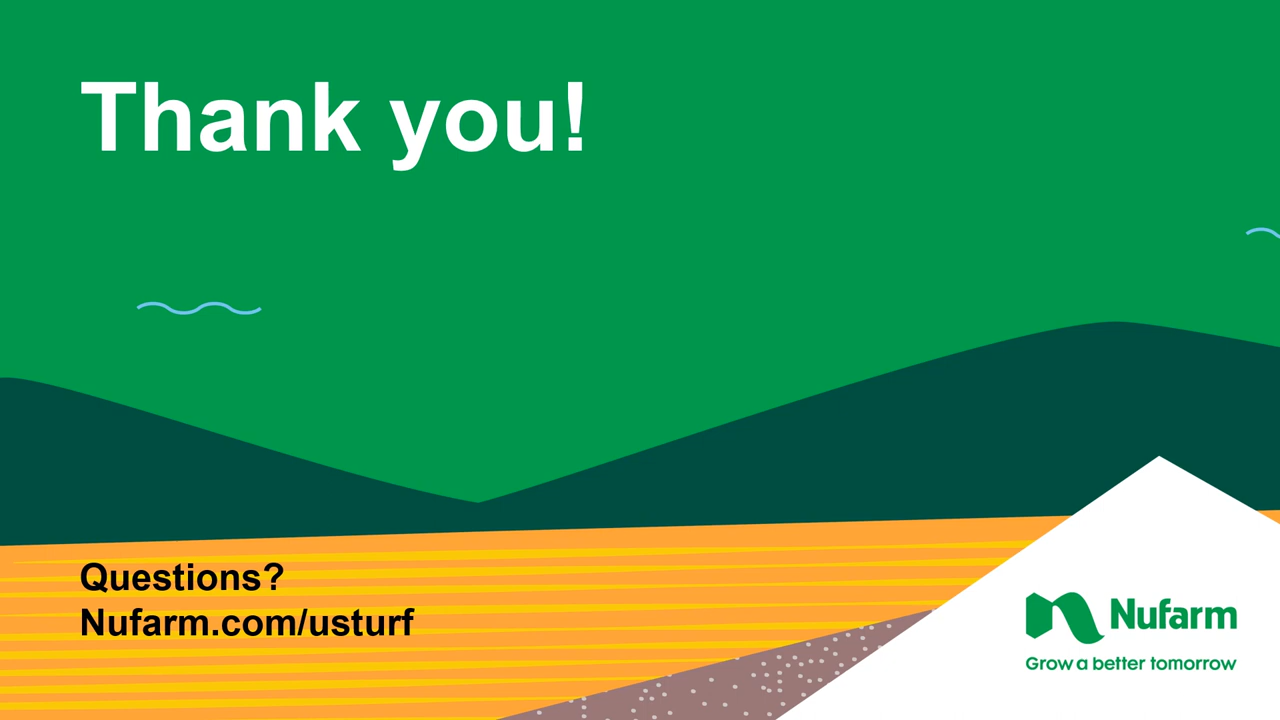 Thank you!
Questions?
Nufarm.com/usturf
Nufarm
Grow a better tomorrow